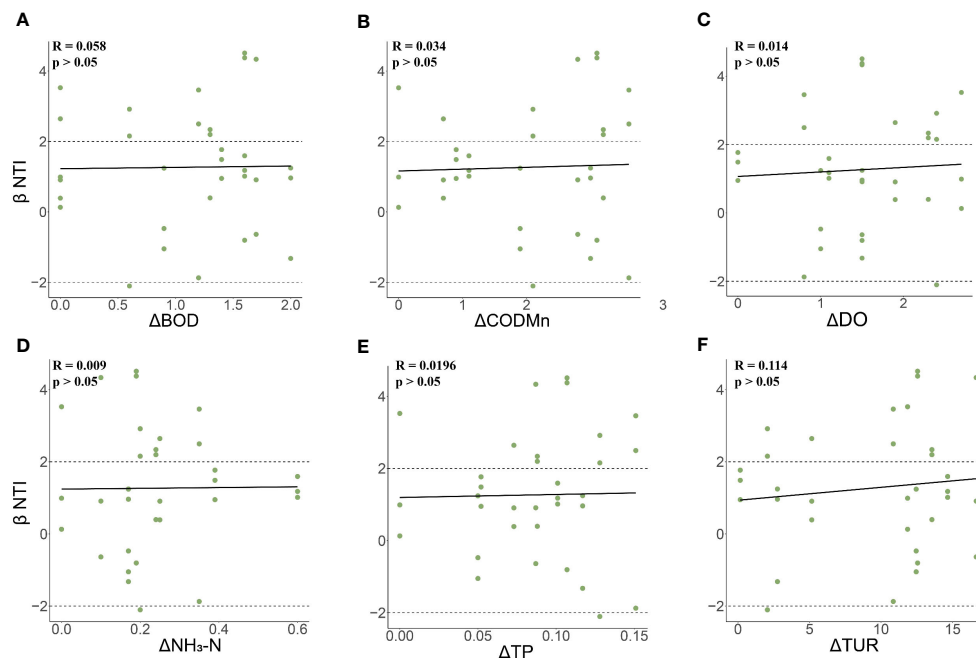 A
R = 0.058
p > 0.05
4
2
0
−2
β NTI
0.0 0.5 1.0 1.5 2.0
ΔBOD
B
R = 0.034
p > 0.05
4
2
0
−2
0 1 2 3
ΔCODMn
C
R = 0.014
p > 0.05
4
2
0
−2
0 1 2
ΔDO
D
R = 0.009
p > 0.05
4
2
0
−2
β NTI
0.0 0.2 0.4 0.6
ΔNH₃-N
E
R = 0.0196
p > 0.05
4
2
0
−2
0.00 0.05 0.10 0.15
ΔTP
F
R = 0.114
p > 0.05
4
2
0
−2
0 5 10 15
ΔTUR